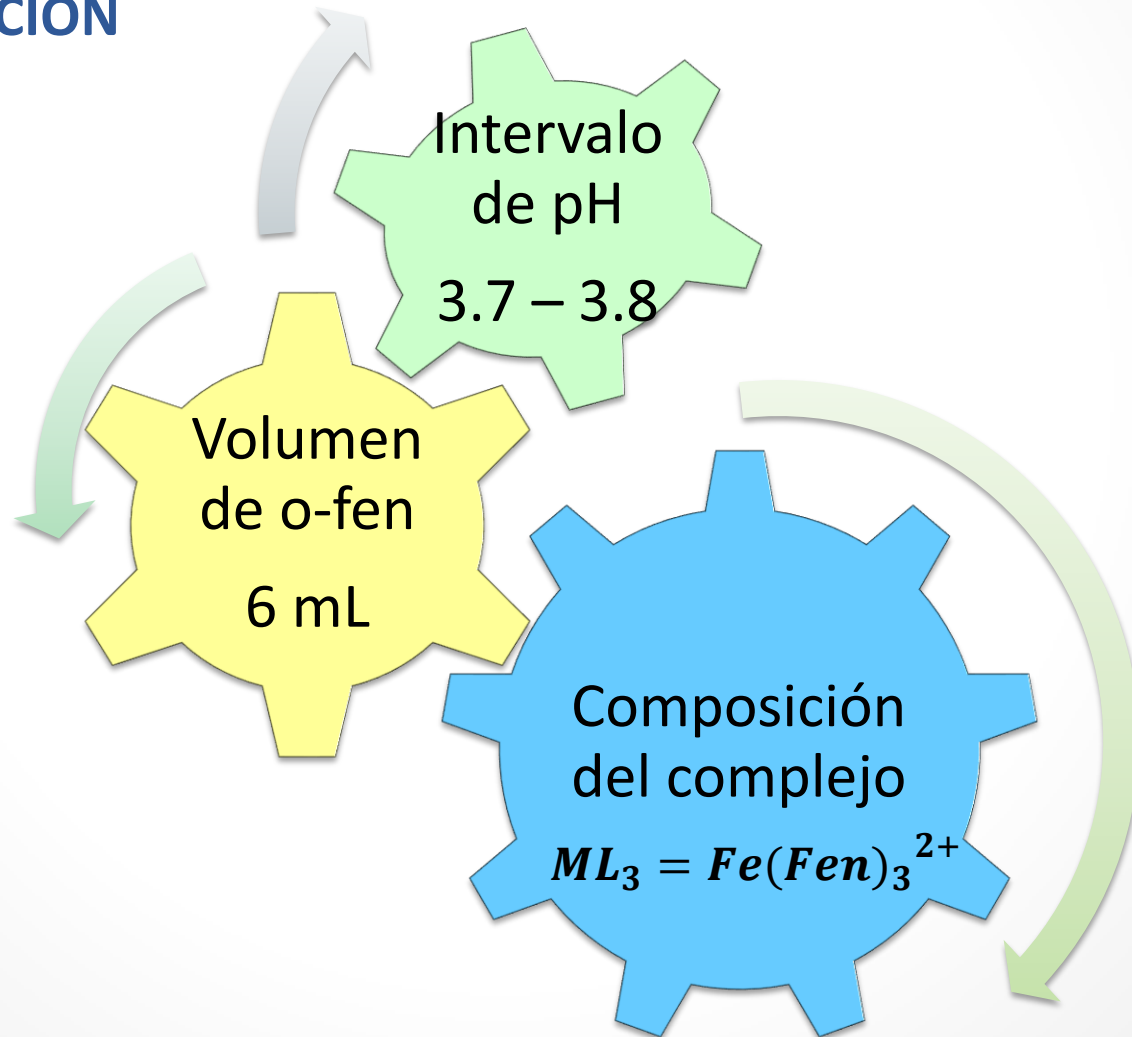 CIÓN
Intervalo
de pH
3.7 – 3.8
Volumen
de o-fen
6 mL
Composición
del complejo
ML₃ = Fe(Fen)₃²⁺